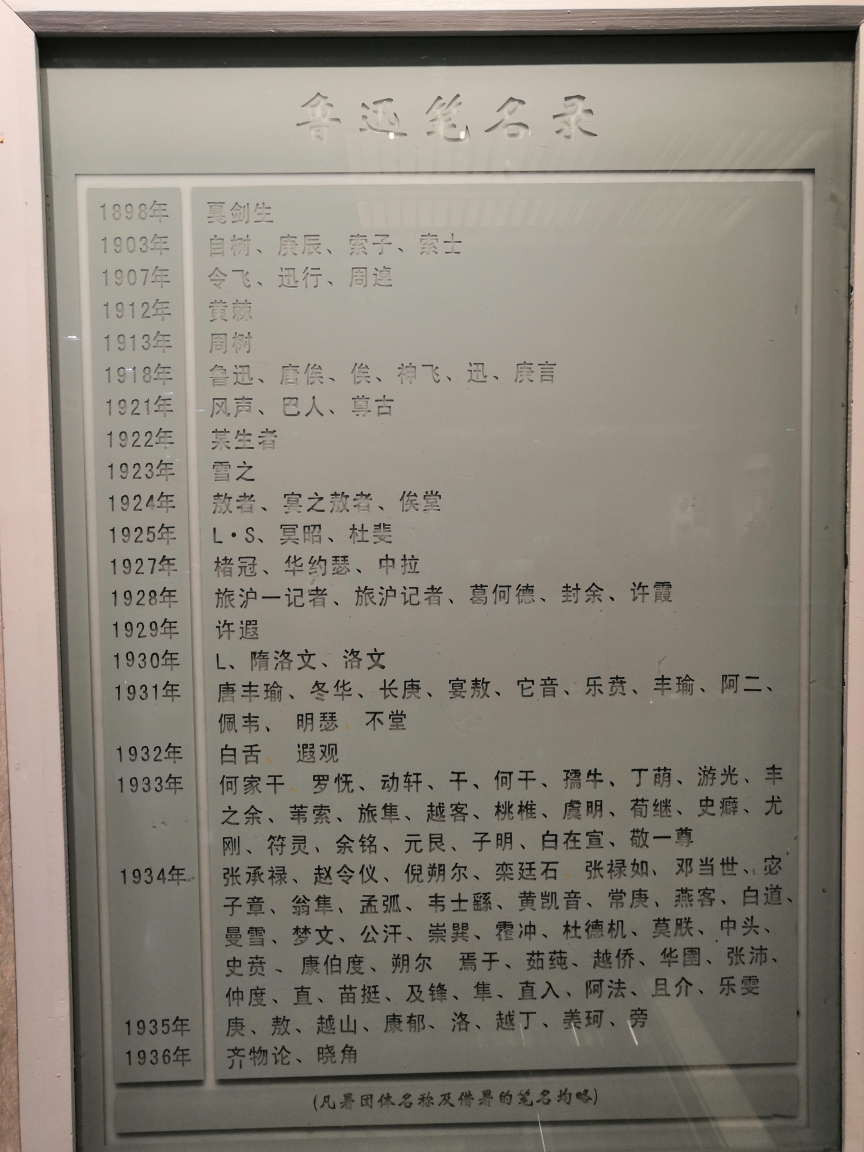 鲁迅笔名录
1898年 戛剑生
1903年 自树、庚辰、索子、索士
1907年 令飞、迅行、周逴
1912年 黄棘
1913年 周树
1918年 鲁迅、唐俟、俟、神飞、迅、庚言
1921年 风声、巴人、尊古
1922年 某生者
1923年 雪之
1924年 敖者、宴之敖者、俟堂
1925年 L·S、冥昭、杜斐
1927年 楮冠、华约瑟、中拉
1928年 旅沪一记者、旅沪记者、葛何德、封余、许霞
1929年 许遐
1930年 L、隋洛文、洛文
1931年 唐丰瑜、冬华、长庚、宴敖、它音、乐贲、丰瑜、阿二、
佩韦、明瑟、不堂
1932年 白舌、遐观
1933年 何家干、罗怃、动轩、干、何干、孺牛、丁萌、游光、丰
之余、苇索、旅隼、越客、桃椎、虞明、荀继、史癖、尤
刚、符灵、余铭、元艮、子明、白在宣、敬一尊
1934年 张承禄、赵令仪、倪朔尔、栾廷石、张禄如、邓当世、宓
子章、翁隼、孟弧、韦士繇、黄凯音、常庚、燕客、白道、
曼雪、梦文、公汗、崇巽、霍冲、杜德机、莫朕、中头、
史贲、康伯度、朔尔 焉于、茹莼、越侨、华圉、张沛、
仲度、直、苗挺、及锋、隼、直入、阿法、且介、乐雯
1935年 庚、敖、越山、康郁、洛、越丁、姜珂、旁
1936年 齐物论、晓角
(凡署团体名称及借署的笔名均略)